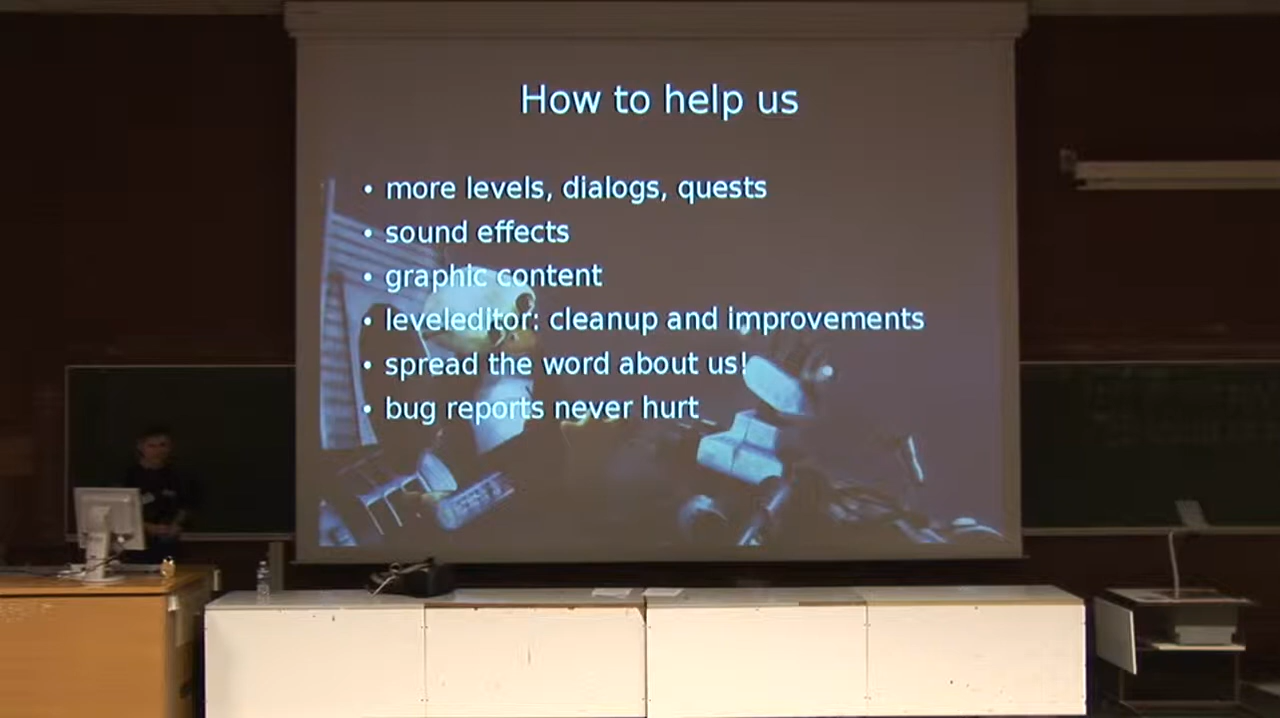 How to help us
• more levels, dialogs, quests
• sound effects
• graphic content
• leveleditor: cleanup and improvements
• spread the word about us!
• bug reports never hurt